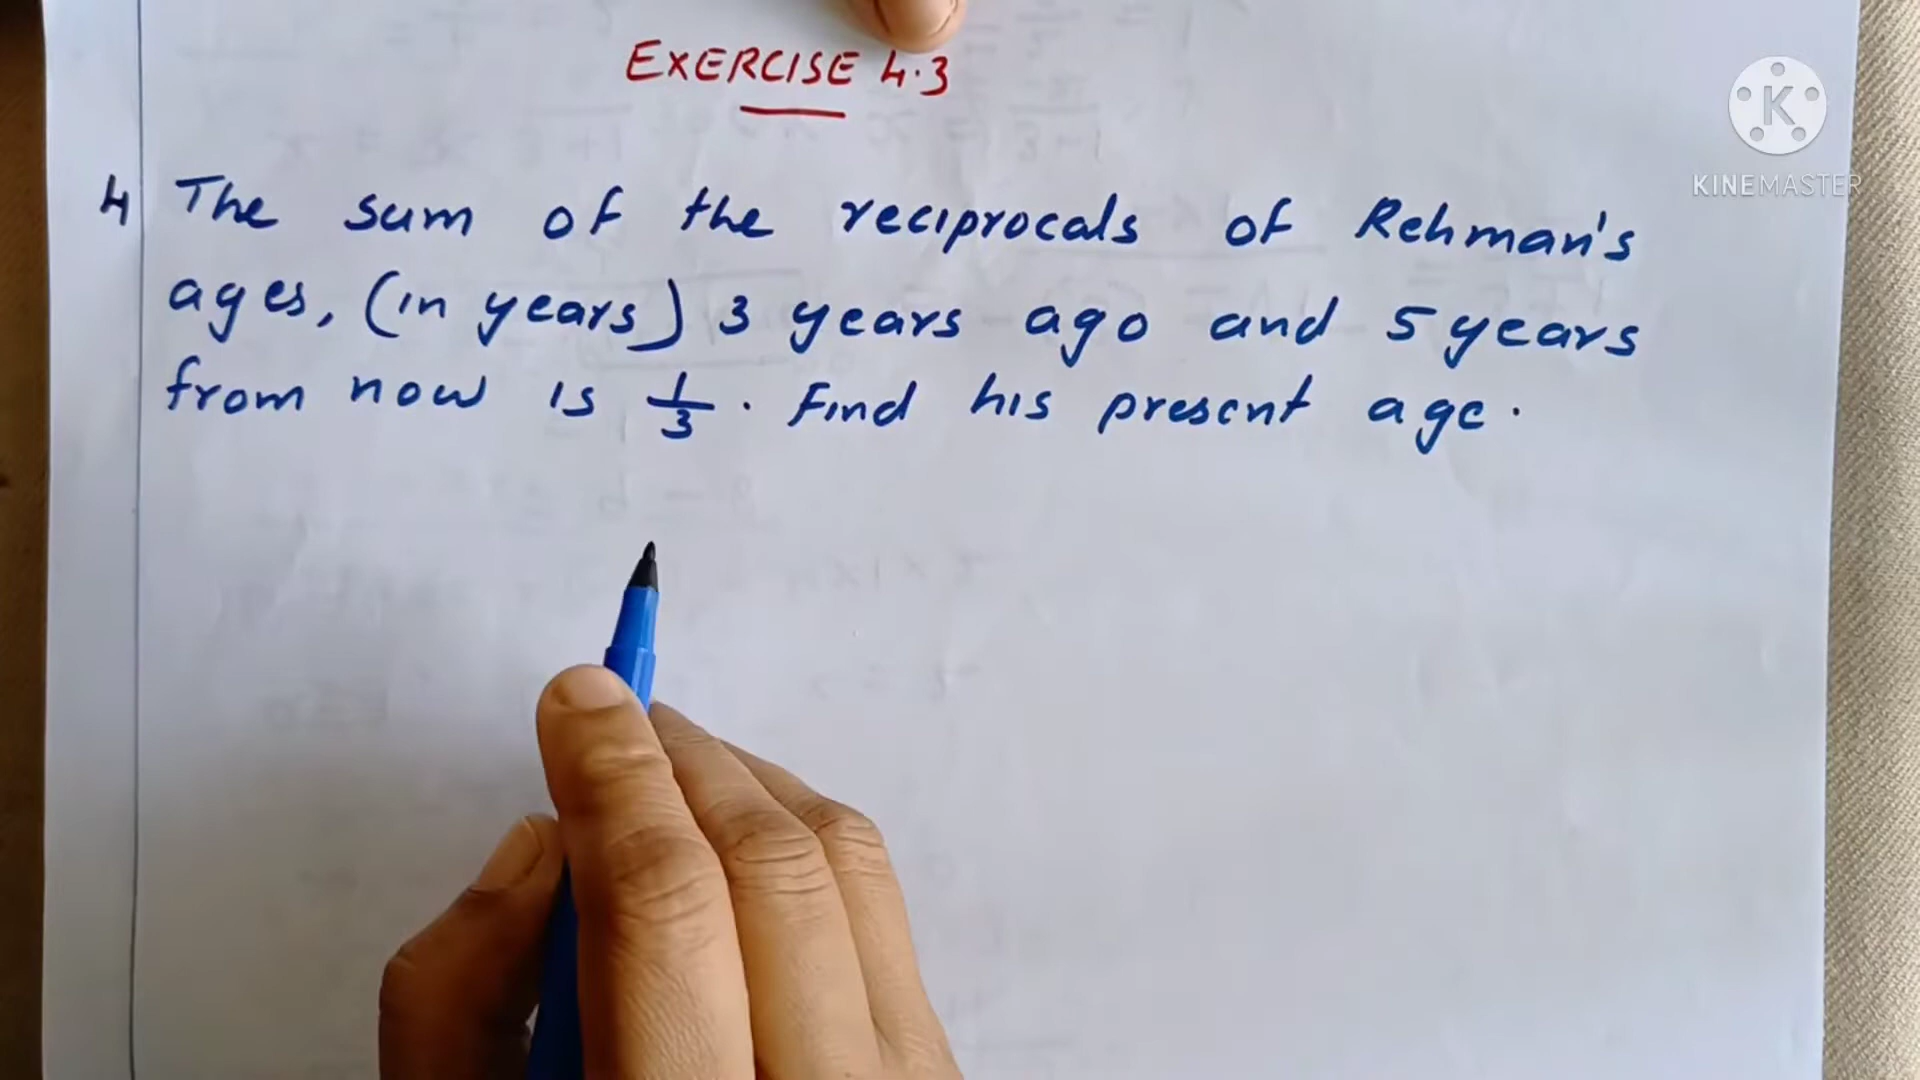 EXERCISE 4.3
K
KINEMASTER
4 The sum of the reciprocals of Rehman's
ages, (in years) 3 years ago and 5 years
from now is 1/3. Find his present age.